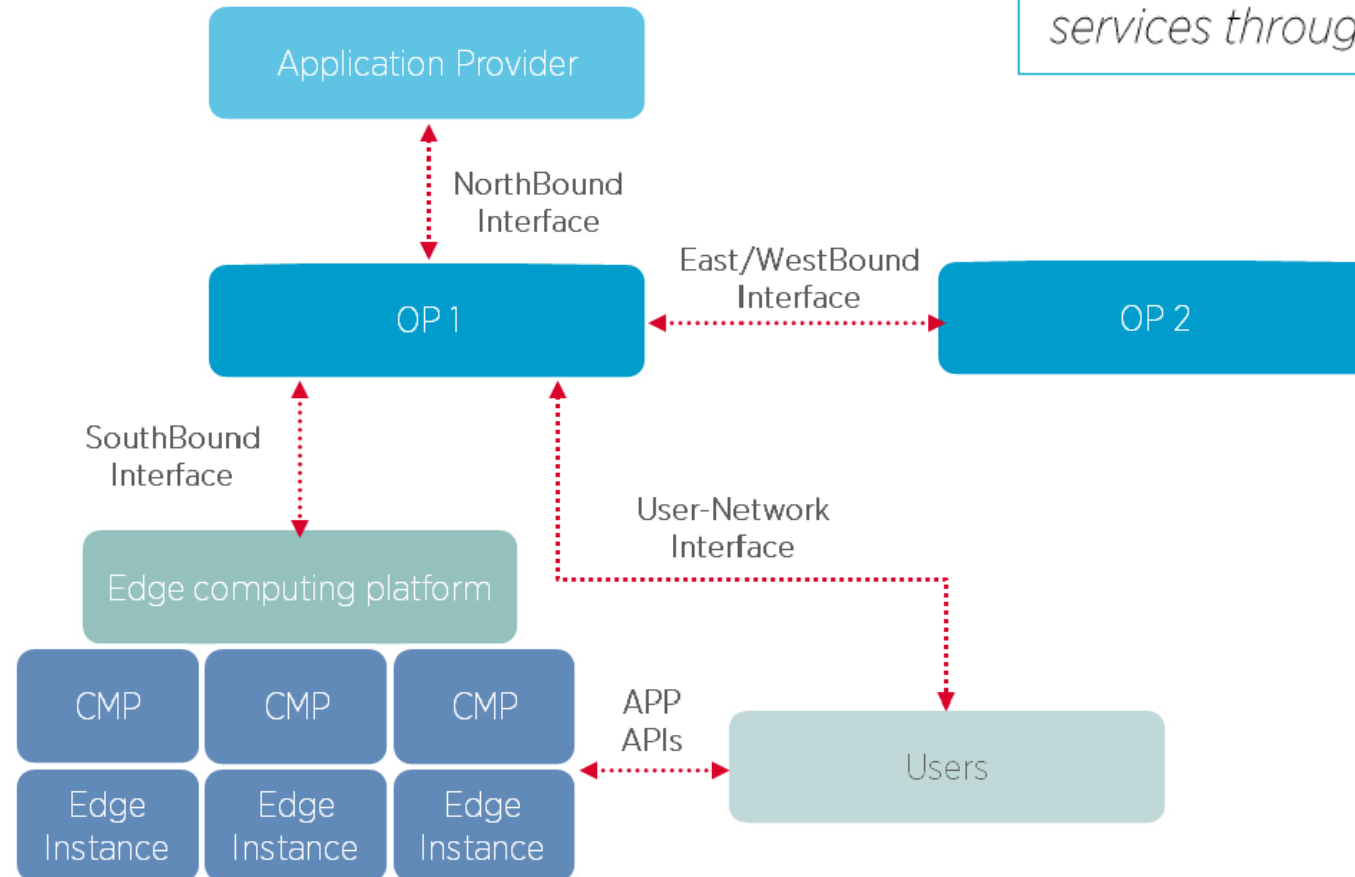 services throug
Application Provider
NorthBound
Interface
East/WestBound
Interface
OP 1
OP 2
SouthBound
Interface
User-Network
Interface
Edge computing platform
CMP
CMP
CMP
APP
APIs
Users
Edge
Instance
Edge
Instance
Edge
Instance